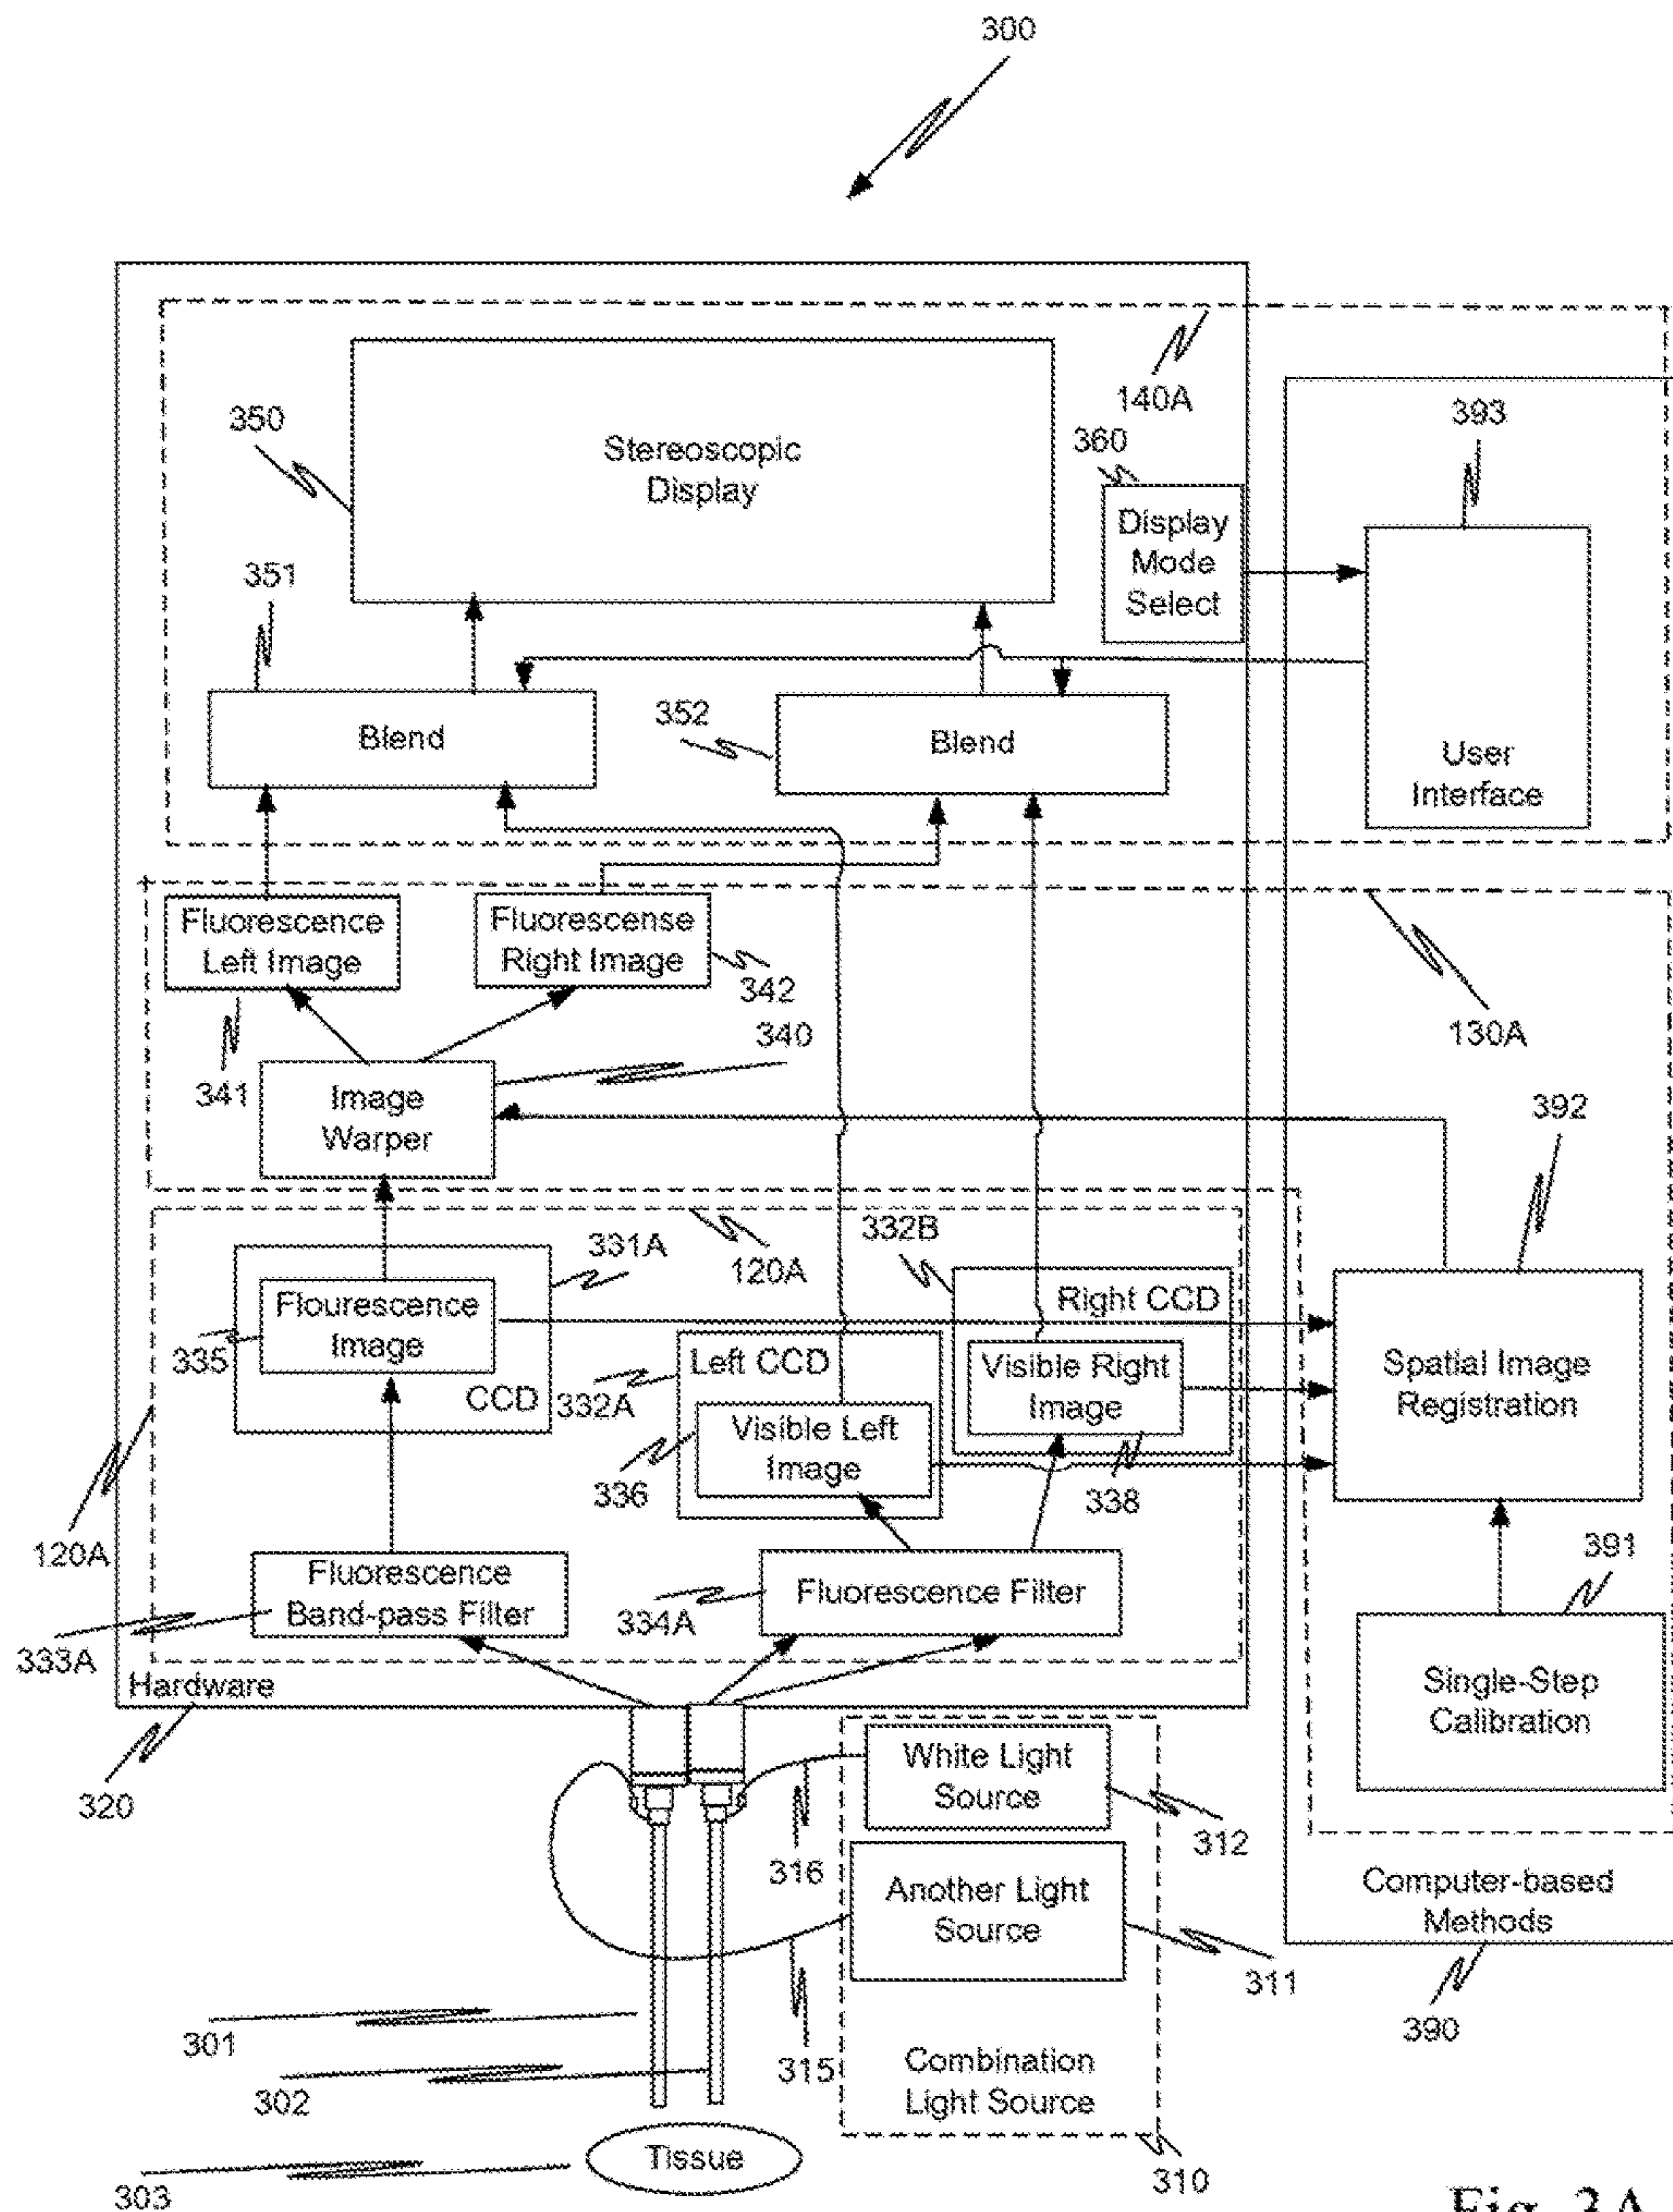 300
140A
350
Stereoscopic
Display
360
393
Display
Mode
Select
351
352
Blend
Blend
User
Interface
Fluorescence
Left Image
Fluorescense
Right Image
342
130A
341
340
Image
Warper
392
331A
120A
332B
Right CCD
Flourescence
Image
335
CCD
Left CCD
332A
Visible Right
Image
Spatial Image
Registration
Visible Left
Image
336
338
120A
391
Fluorescence
Band-pass Filter
Fluorescence Filter
334A
333A
Hardware
Single-Step
Calibration
320
White Light
Source
312
316
Another Light
Source
Computer-based
Methods
311
390
301
315
302
Combination
Light Source
Tissue
303
310
Fig. 3A